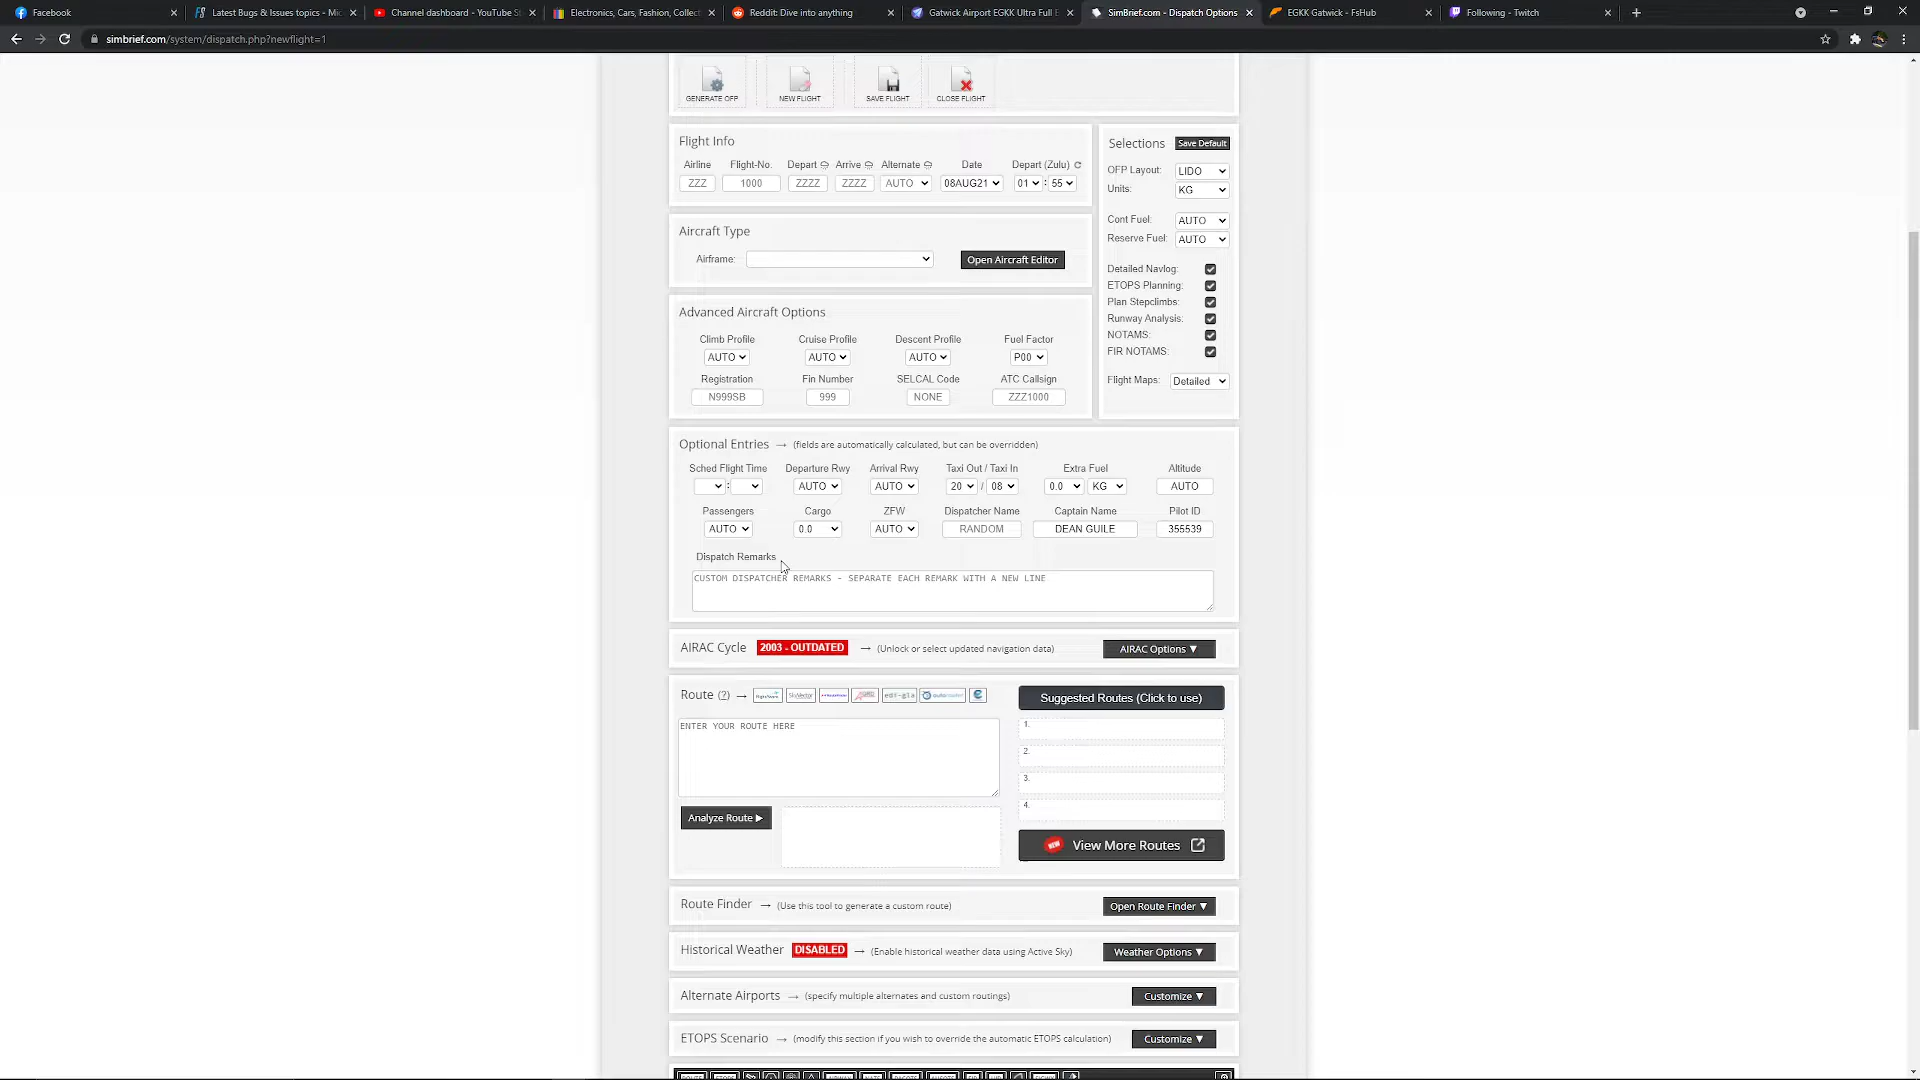 Facebook
Latest Bugs & Issues topics - Mic
Channel dashboard - YouTube St
Electronics, Cars, Fashion, Collect
Reddit: Dive into anything
Gatwick Airport EGKK Ultra Full E
SimBrief.com - Dispatch Options
EGKK Gatwick - FsHub
Following - Twitch
simbrief.com/system/dispatch.php?newflight=1
GENERATE OFP NEW FLIGHT SAVE FLIGHT CLOSE FLIGHT
Flight Info
Airline Flight-No. Depart Arrive Alternate Date Depart (Zulu)
ZZZ 1000 ZZZZ ZZZZ AUTO 08AUG21 01 : 55
Selections Save Default
OFP Layout: LIDO
Units: KG
Cont Fuel: AUTO
Reserve Fuel: AUTO
Detailed Navlog:
ETOPS Planning:
Plan Stepclimbs:
Runway Analysis:
NOTAMS:
FIR NOTAMS:
Flight Maps: Detailed
Aircraft Type
Airframe: Open Aircraft Editor
Advanced Aircraft Options
Climb Profile Cruise Profile Descent Profile Fuel Factor
AUTO AUTO AUTO P00
Registration Fin Number SELCAL Code ATC Callsign
N999SB 999 NONE ZZZ1000
Optional Entries → (fields are automatically calculated, but can be overridden)
Sched Flight Time Departure Rwy Arrival Rwy Taxi Out / Taxi In Extra Fuel Altitude
: AUTO AUTO 20 / 08 0.0 KG AUTO
Passengers Cargo ZFW Dispatcher Name Captain Name Pilot ID
AUTO 0.0 AUTO RANDOM DEAN GUILE 355539
Dispatch Remarks
CUSTOM DISPATCHER REMARKS - SEPARATE EACH REMARK WITH A NEW LINE
AIRAC Cycle 2003 - OUTDATED → (Unlock or select updated navigation data) AIRAC Options ▼
Route (?) →
ENTER YOUR ROUTE HERE
Analyze Route ▶
Suggested Routes (Click to use)
1.
2.
3.
4.
NEW View More Routes
Route Finder → (Use this tool to generate a custom route) Open Route Finder ▼
Historical Weather DISABLED → (Enable historical weather data using Active Sky) Weather Options ▼
Alternate Airports → (specify multiple alternates and custom routings) Customize ▼
ETOPS Scenario → (modify this section if you wish to override the automatic ETOPS calculation) Customize ▼